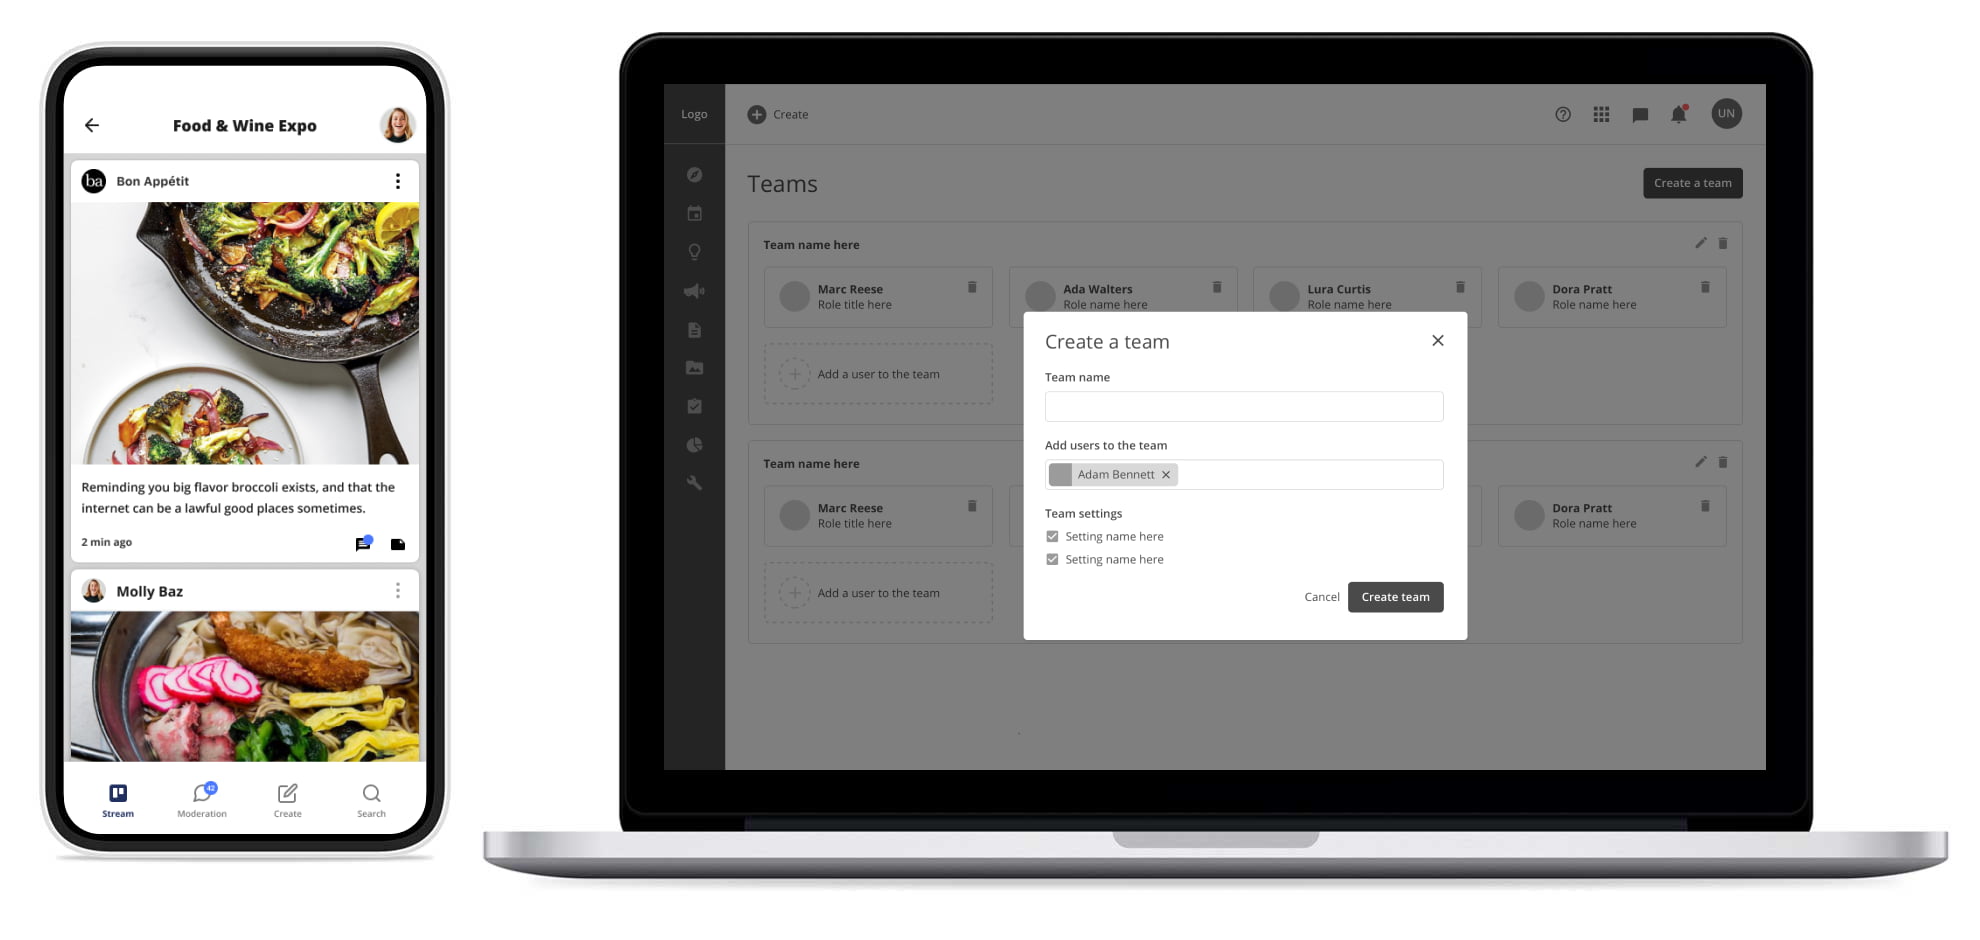 Food & Wine Expo
ba
Bon Appétit
Reminding you big flavor broccoli exists, and that the
internet can be a lawful good places sometimes.
2 min ago
Molly Baz
42
Stream
Moderation
Create
Search
Logo
Create
UN
Teams
Create a team
Team name here
Marc Reese
Role title here
Ada Walters
Role name here
Lura Curtis
Role name here
Dora Pratt
Role name here
Add a user to the team
Team name here
Marc Reese
Role title here
Dora Pratt
Role name here
Add a user to the team
Create a team
Team name
Add users to the team
Adam Bennett
Team settings
Setting name here
Setting name here
Cancel
Create team